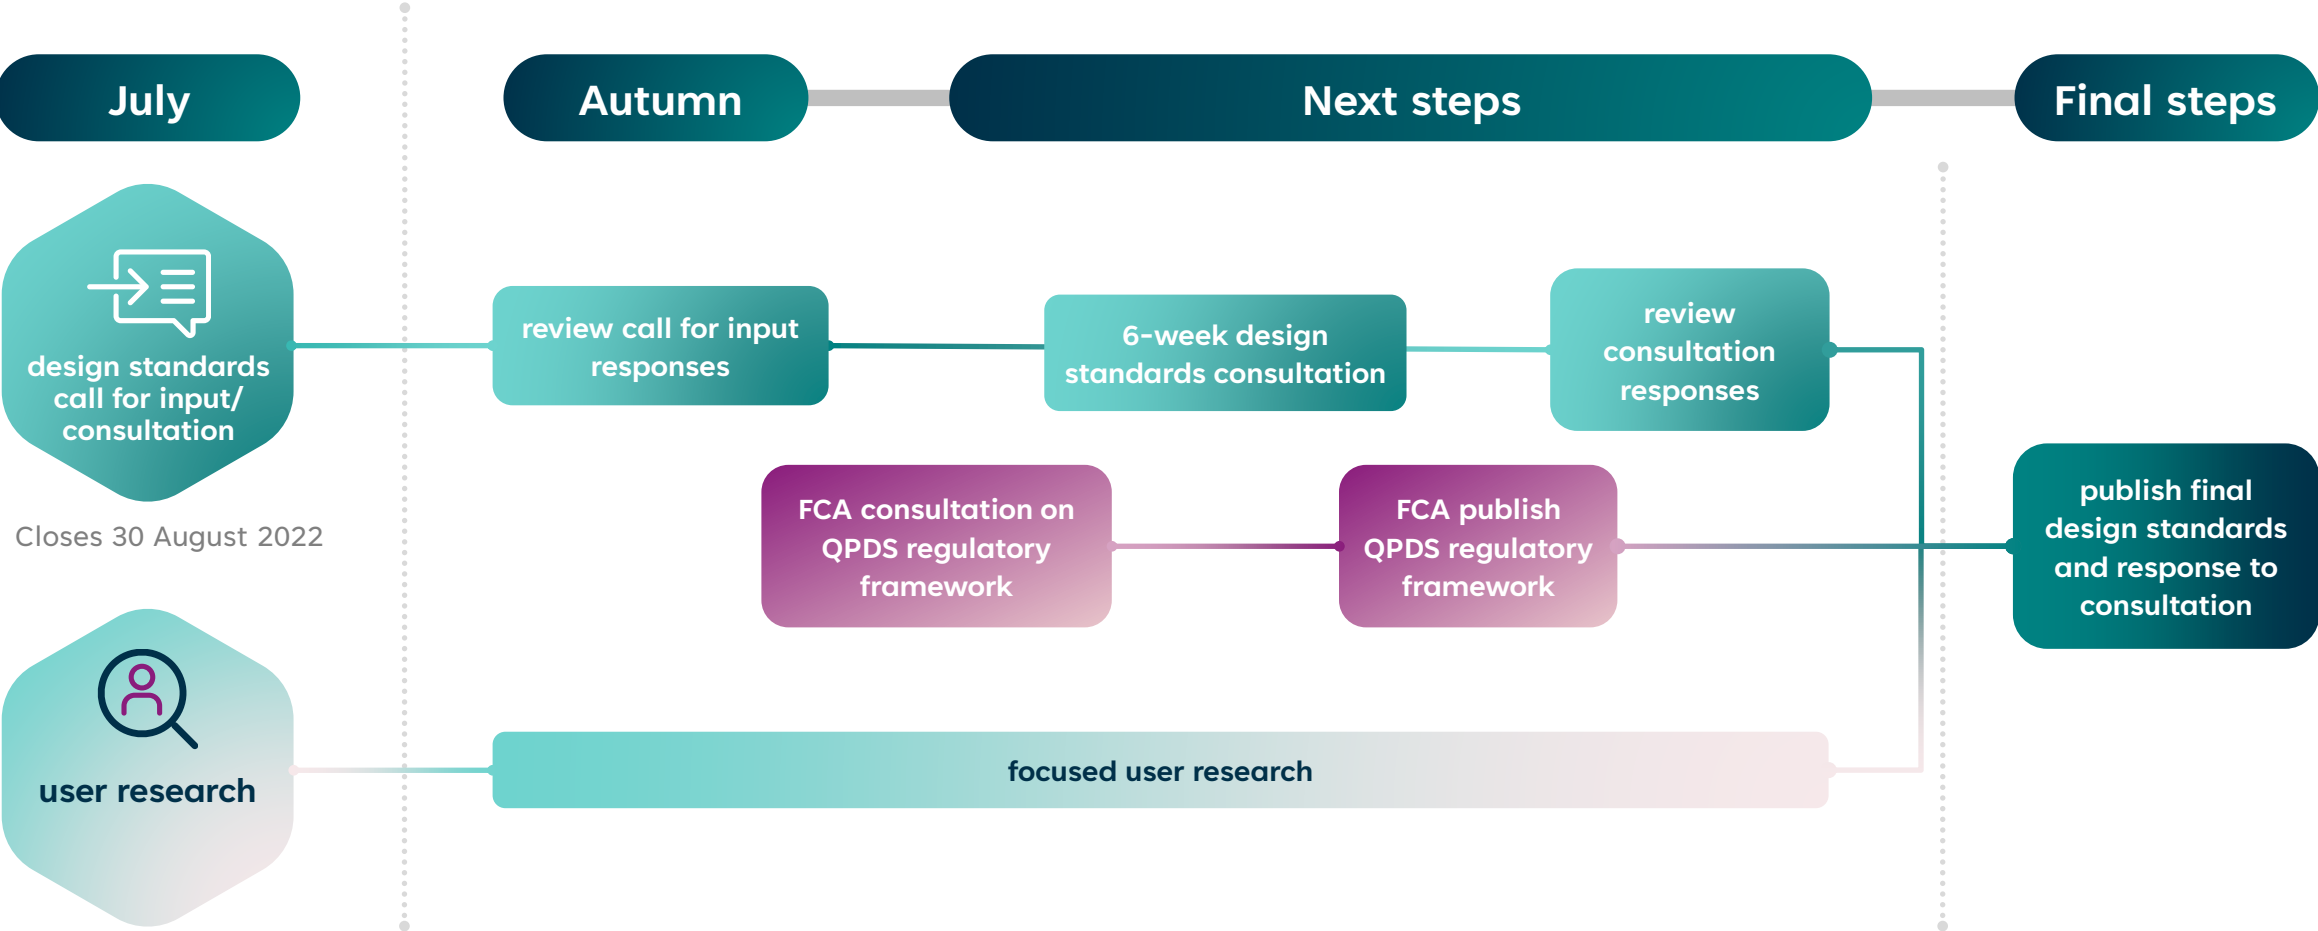 July
Autumn
Next steps
Final steps
design standards
call for input/
consultation
Closes 30 August 2022
review call for input
responses
6-week design
standards consultation
review
consultation
responses
FCA consultation on
QPDS regulatory
framework
FCA publish
QPDS regulatory
framework
publish final
design standards
and response to
consultation
user research
focused user research